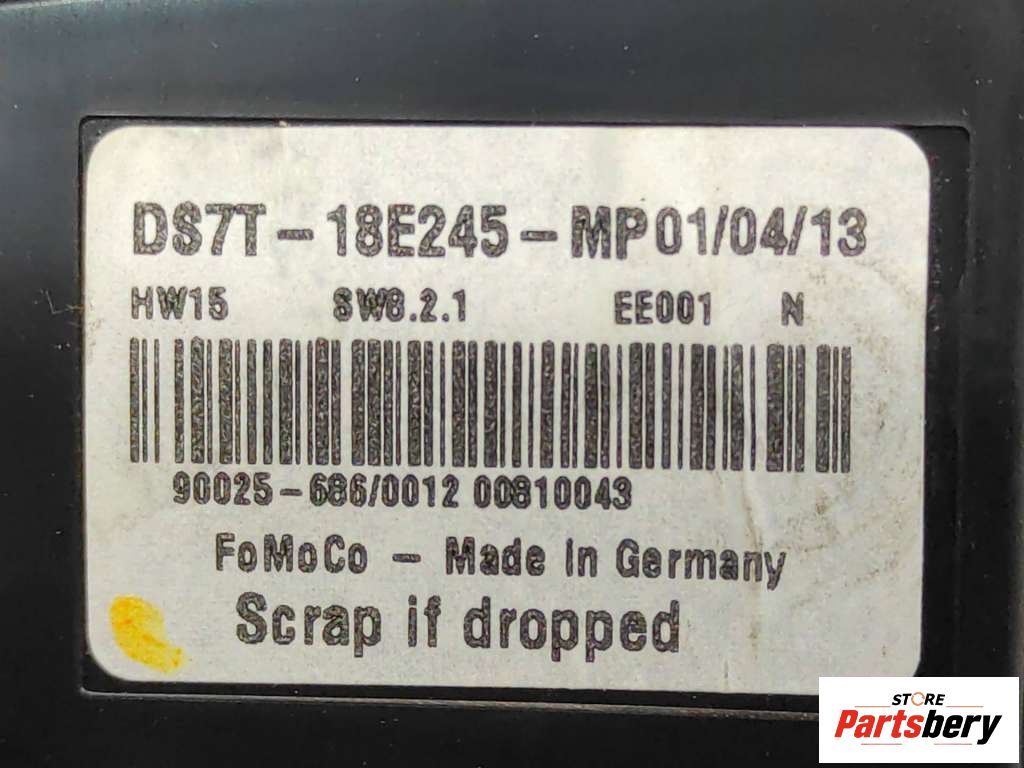 DS7T-18E245-MP01/04/13
HW15 SW8.2.1 EE001 N
90025-686/0012 00810043
FoMoCo - Made in Germany
Scrap if dropped
STORE
Partsbery